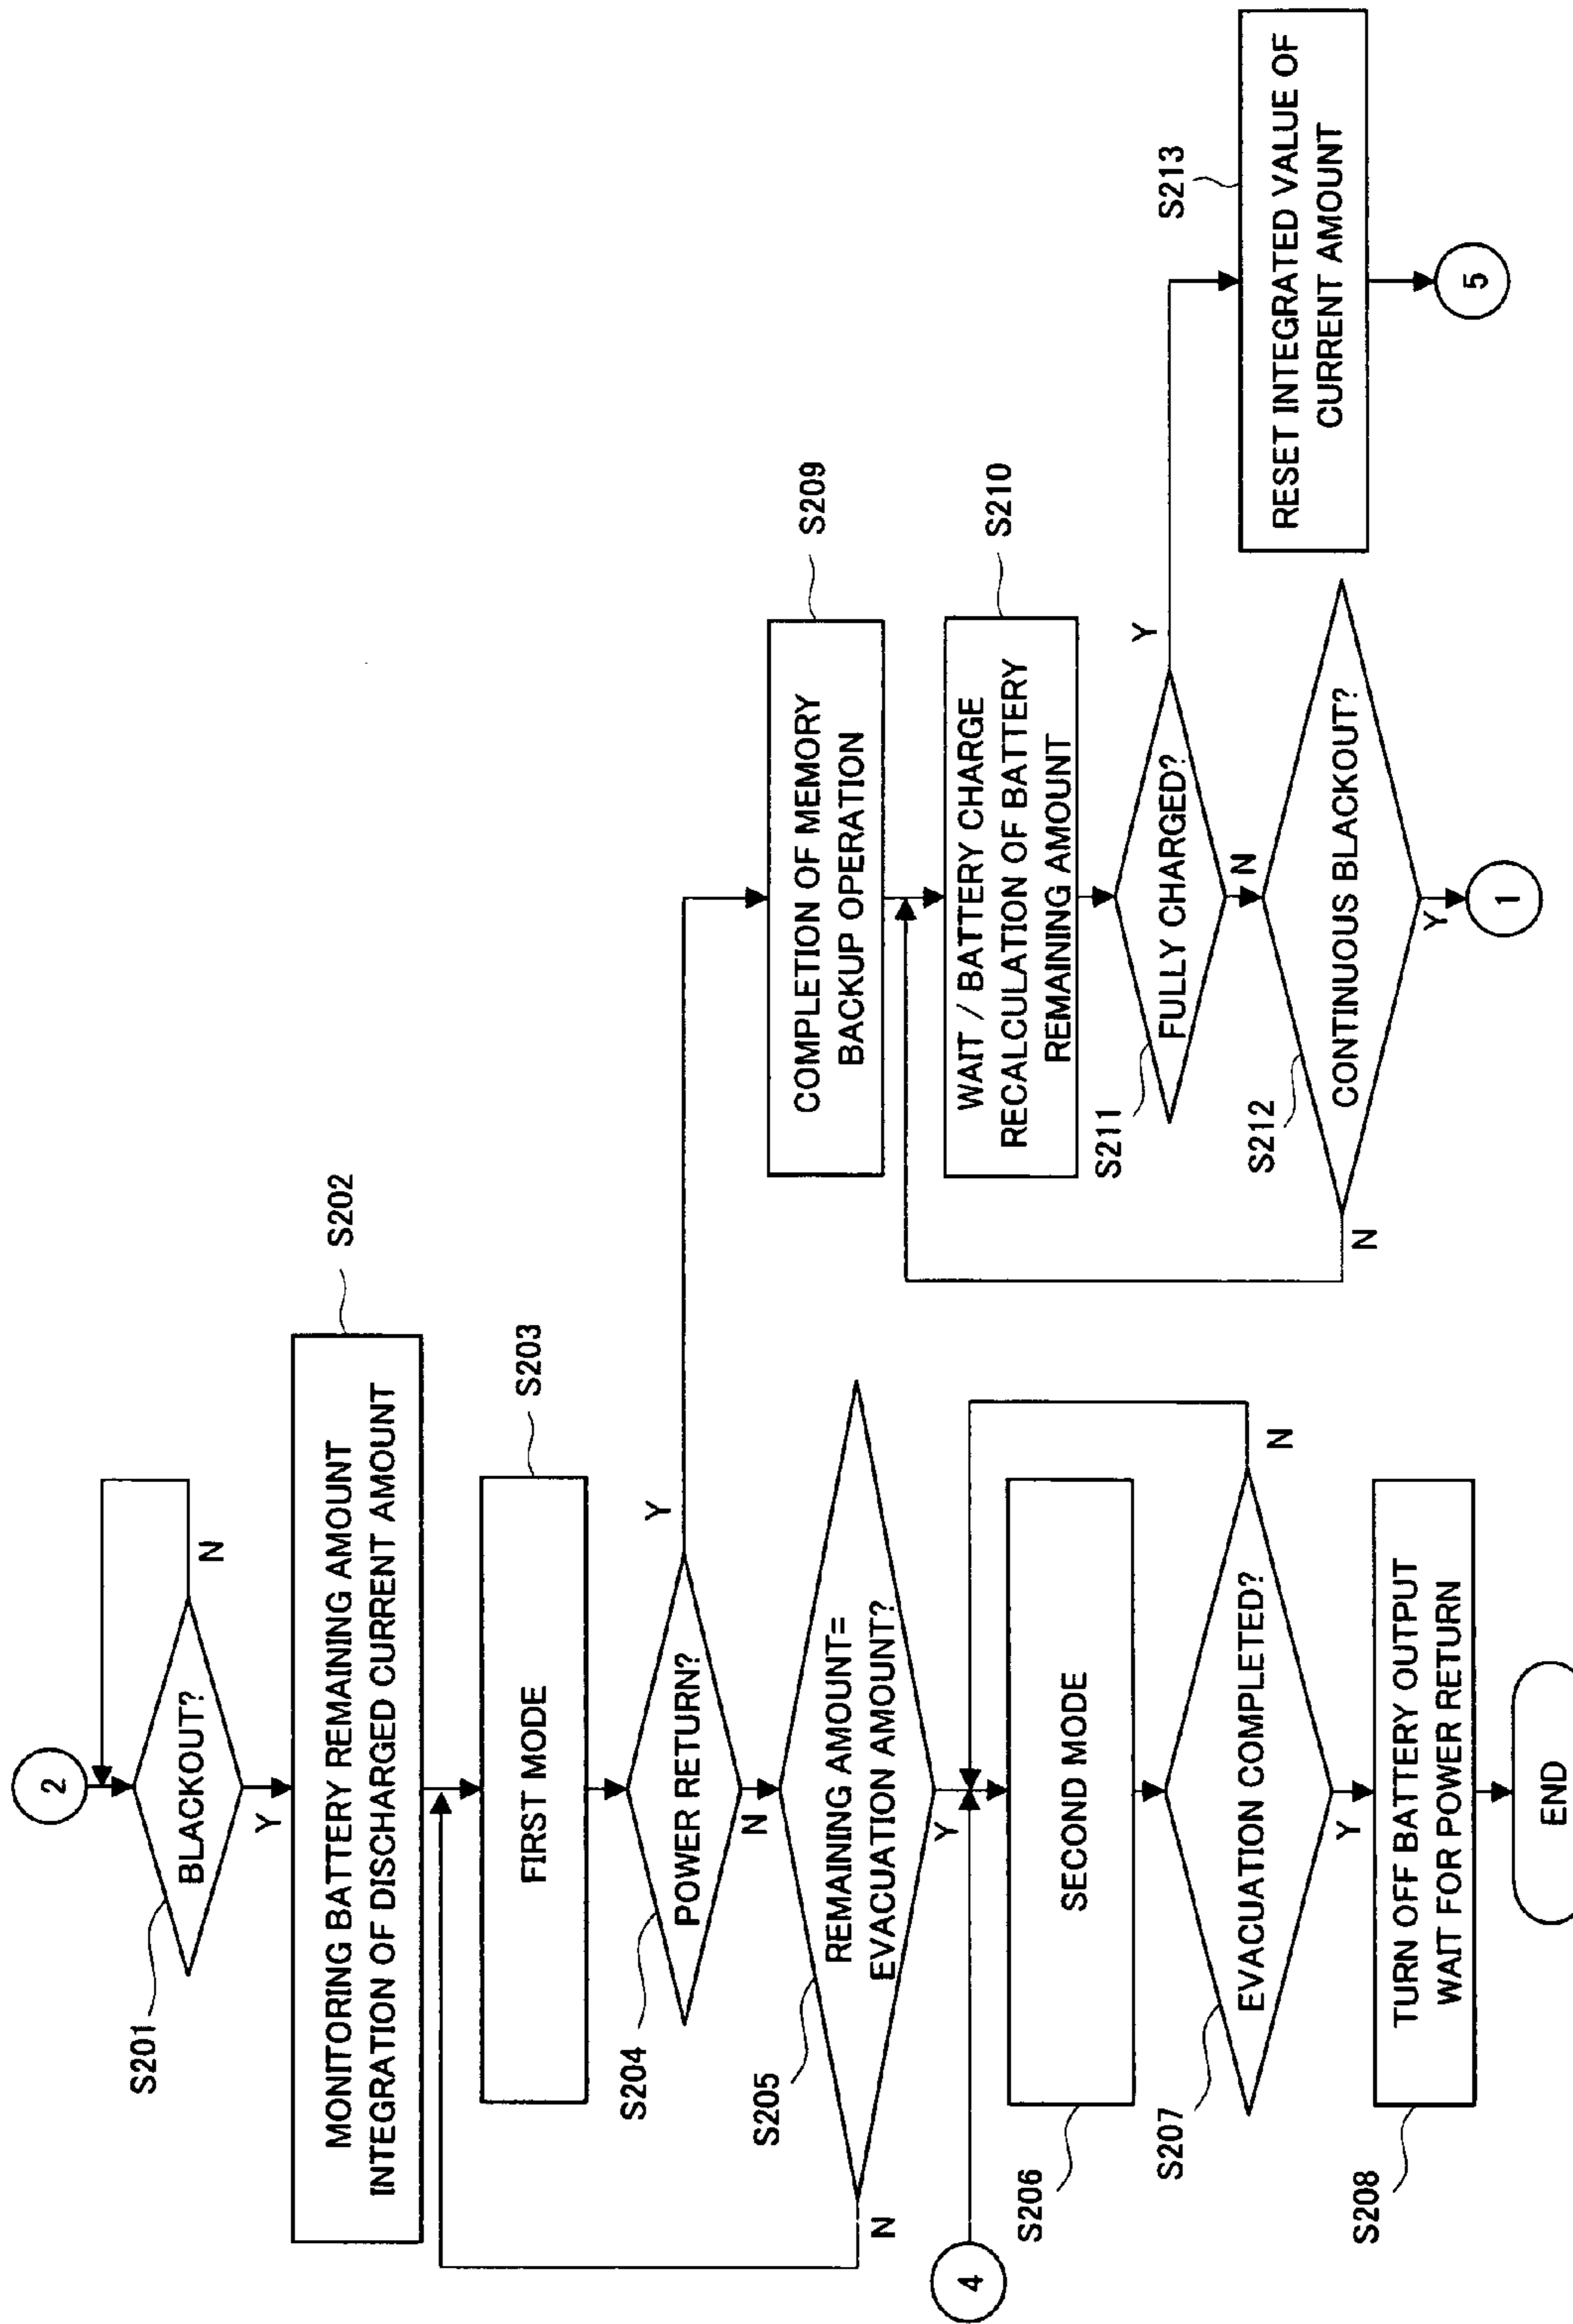 2
S201
BLACKOUT?
N
Y
S202
MONITORING BATTERY REMAINING AMOUNT
INTEGRATION OF DISCHARGED CURRENT AMOUNT
S203
FIRST MODE
S204
POWER RETURN?
Y
N
S205
REMAINING AMOUNT=
EVACUATION AMOUNT?
N
Y
4
S206
SECOND MODE
S207
EVACUATION COMPLETED?
N
Y
S208
TURN OFF BATTERY OUTPUT
WAIT FOR POWER RETURN
END
S209
COMPLETION OF MEMORY
BACKUP OPERATION
S210
WAIT / BATTERY CHARGE
RECALCULATION OF BATTERY
REMAINING AMOUNT
S211
FULLY CHARGED?
Y
N
S212
CONTINUOUS BLACKOUT?
N
Y
1
S213
RESET INTEGRATED VALUE OF
CURRENT AMOUNT
5